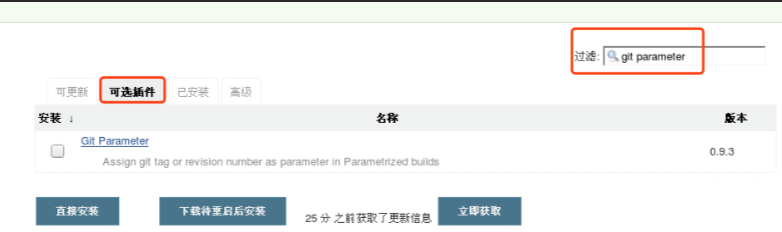 过滤: git parameter
可更新 可选插件 已安装 高级
安装 ↓ 名称 版本
Git Parameter 0.9.3
Assign git tag or revision number as parameter in Parametrized builds
直接安装 下载待重启后安装 25 分 之前获取了更新信息 立即获取